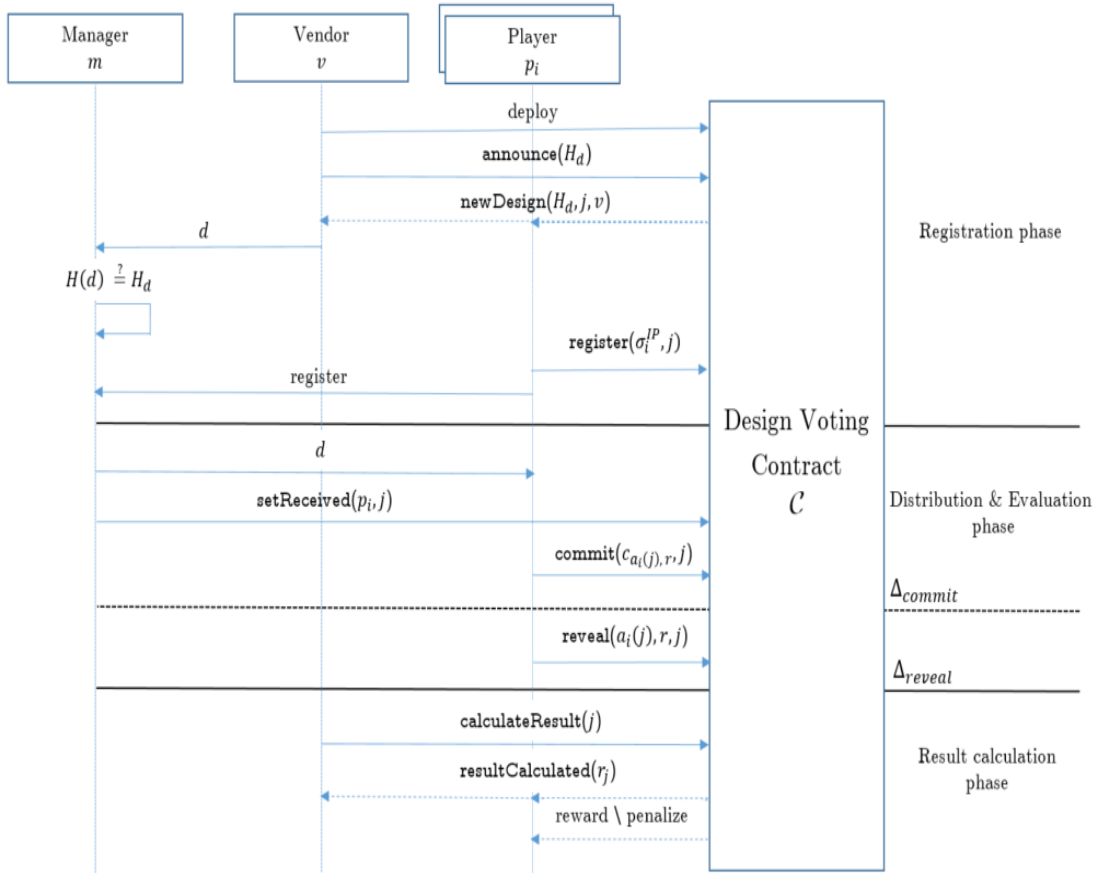 Manager
m
Vendor
v
Player
p_i
deploy
announce(H_d)
newDesign(H_d, j, v)
d
Registration phase
H(d) ≟ H_d
register(σ_i^{IP}, j)
register
Design Voting
Contract
𝒞
d
setReceived(p_i, j)
Distribution & Evaluation
phase
commit(c_{a_i(j), r}, j)
Δ_commit
reveal(a_i(j), r, j)
Δ_reveal
calculateResult(j)
resultCalculated(r_j)
Result calculation
phase
reward \ penalize